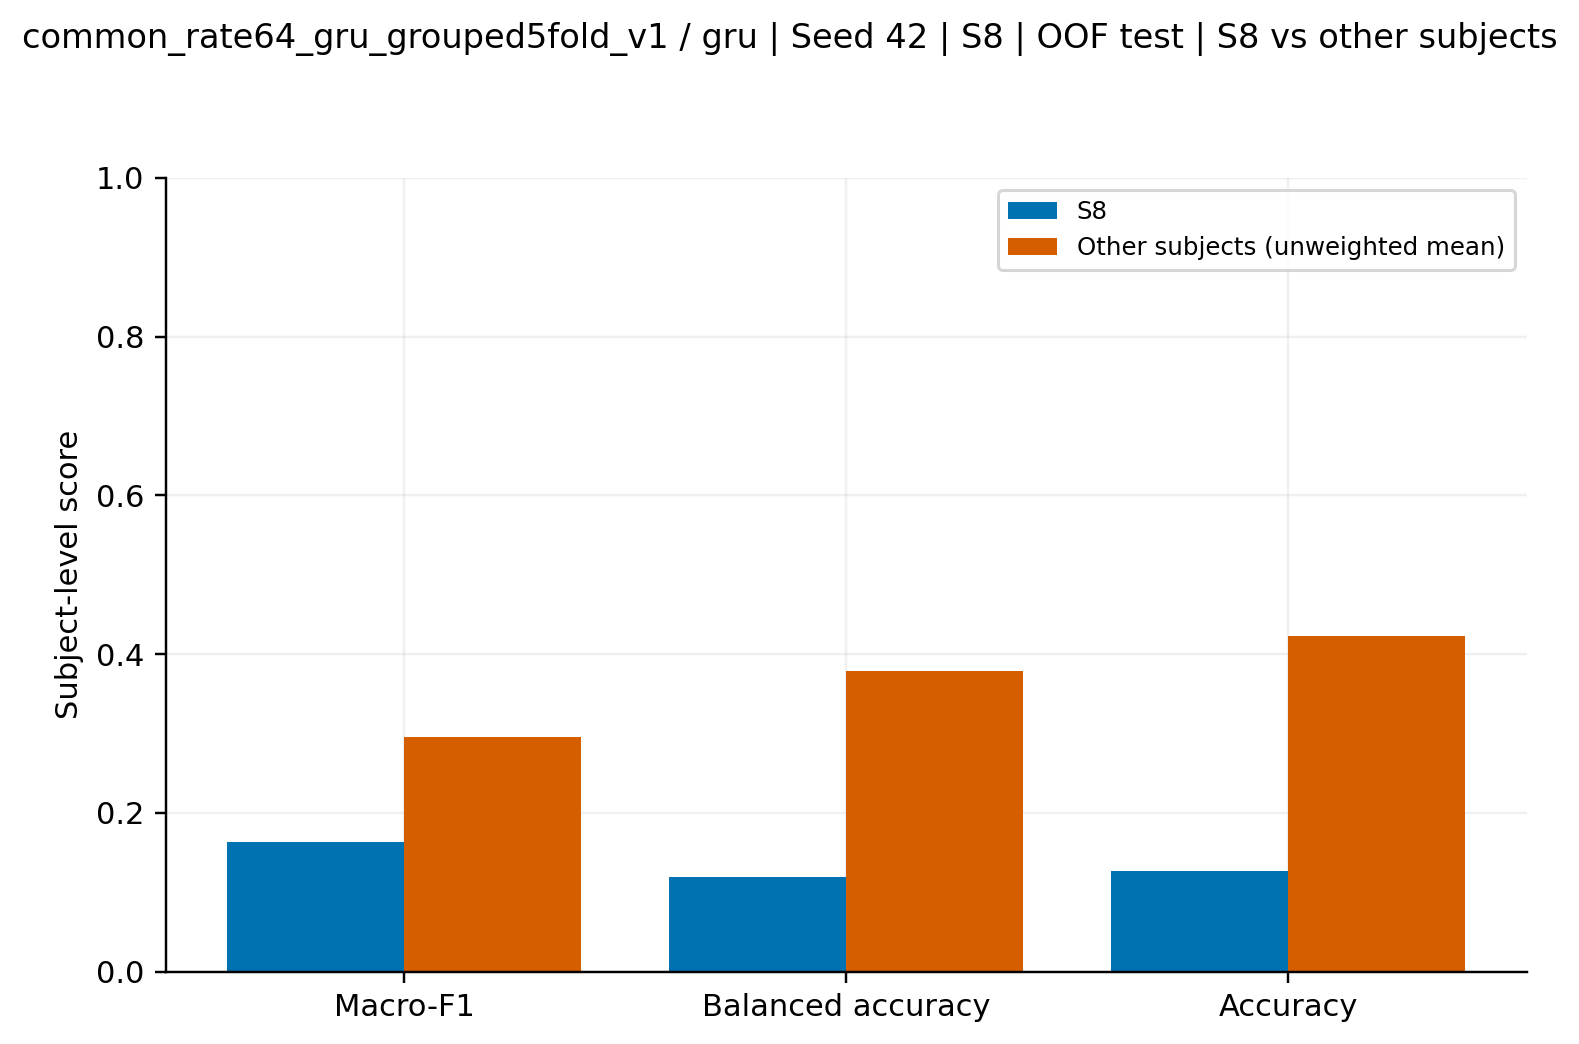 common_rate64_gru_grouped5fold_v1 / gru | Seed 42 | S8 | OOF test | S8 vs other subjects
S8
Other subjects (unweighted mean)
Subject-level score
1.0
0.8
0.6
0.4
0.2
0.0
Macro-F1
Balanced accuracy
Accuracy